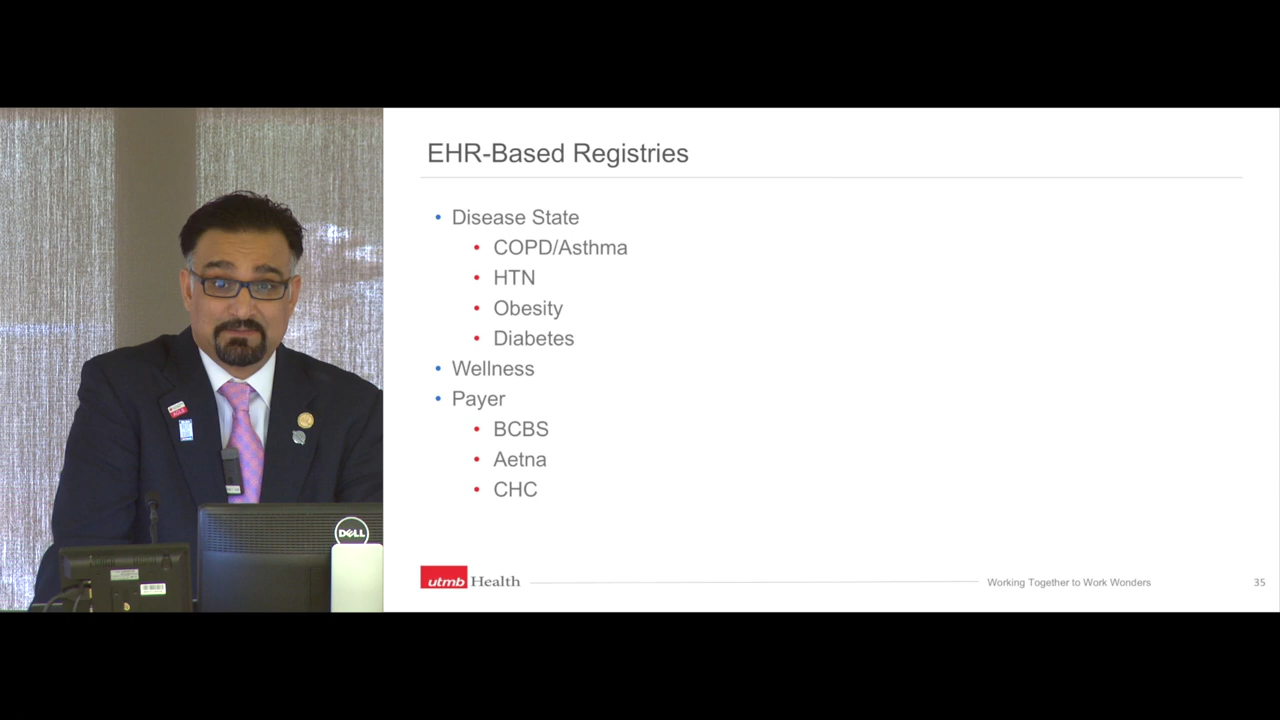 EHR-Based Registries
• Disease State
• COPD/Asthma
• HTN
• Obesity
• Diabetes
• Wellness
• Payer
• BCBS
• Aetna
• CHC
utmb Health
Working Together to Work Wonders
35
DELL